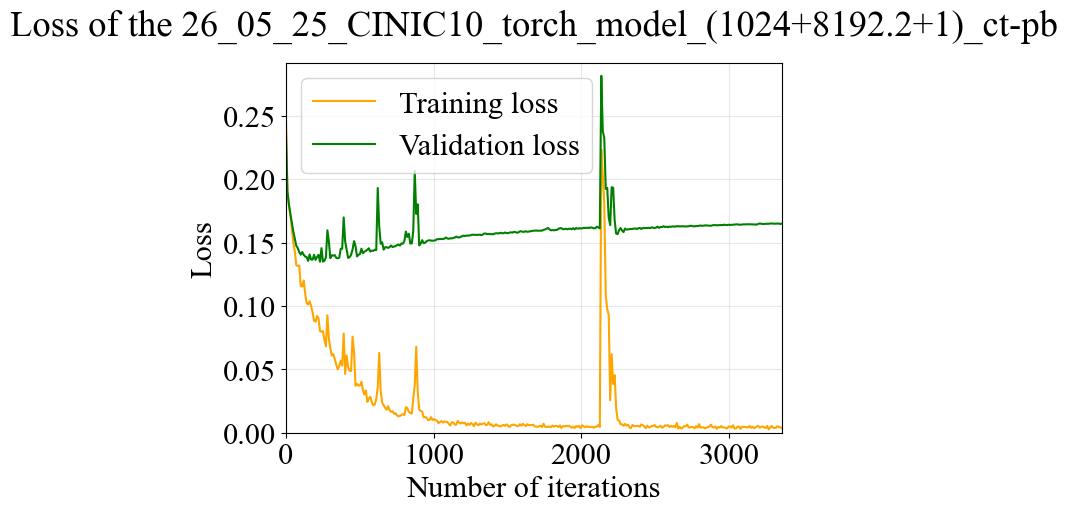 Loss of the 26_05_25_CINIC10_torch_model_(1024+8192.2+1)_ct-pb
Training loss
Validation loss
0.25
0.20
0.15
0.10
0.05
0.00
Loss
0 1000 2000 3000
Number of iterations